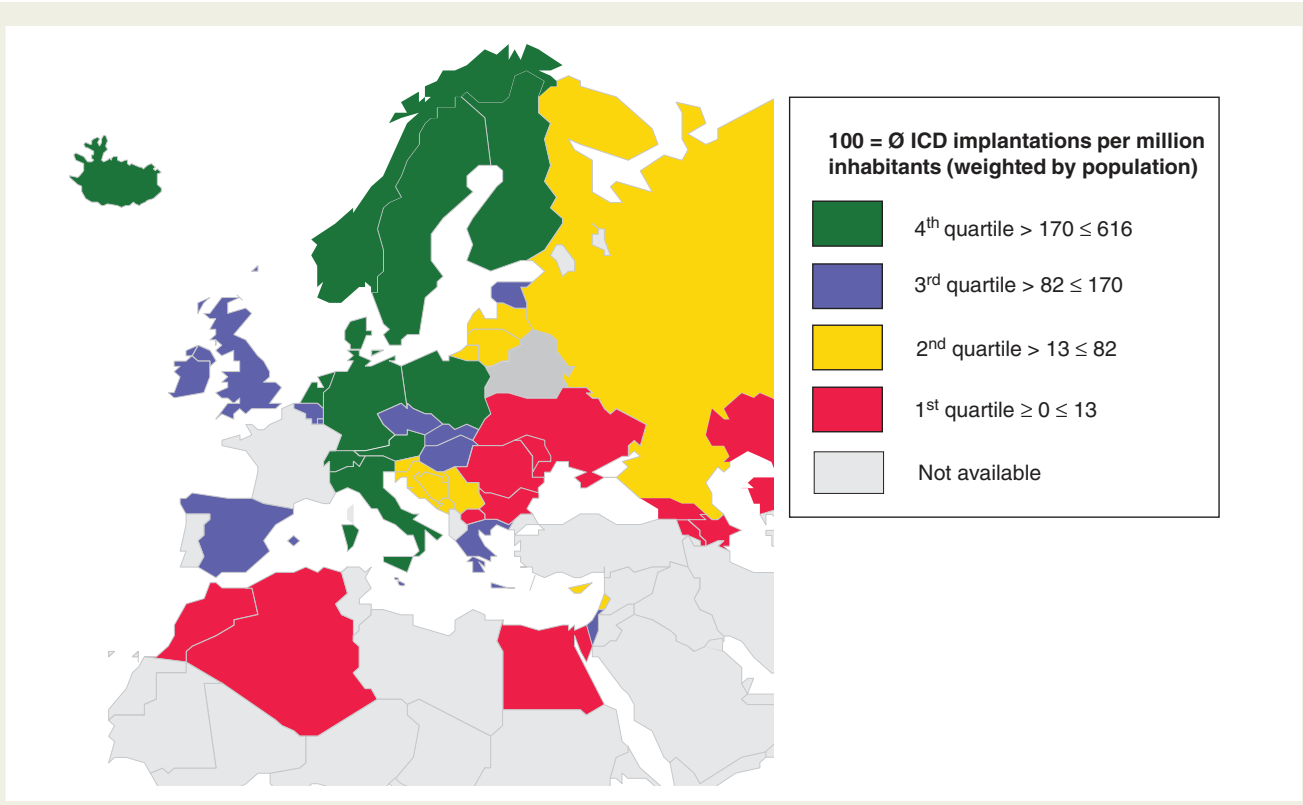 100 = Ø ICD implantations per million
inhabitants (weighted by population)
4th quartile > 170 ≤ 616
3rd quartile > 82 ≤ 170
2nd quartile > 13 ≤ 82
1st quartile ≥ 0 ≤ 13
Not available